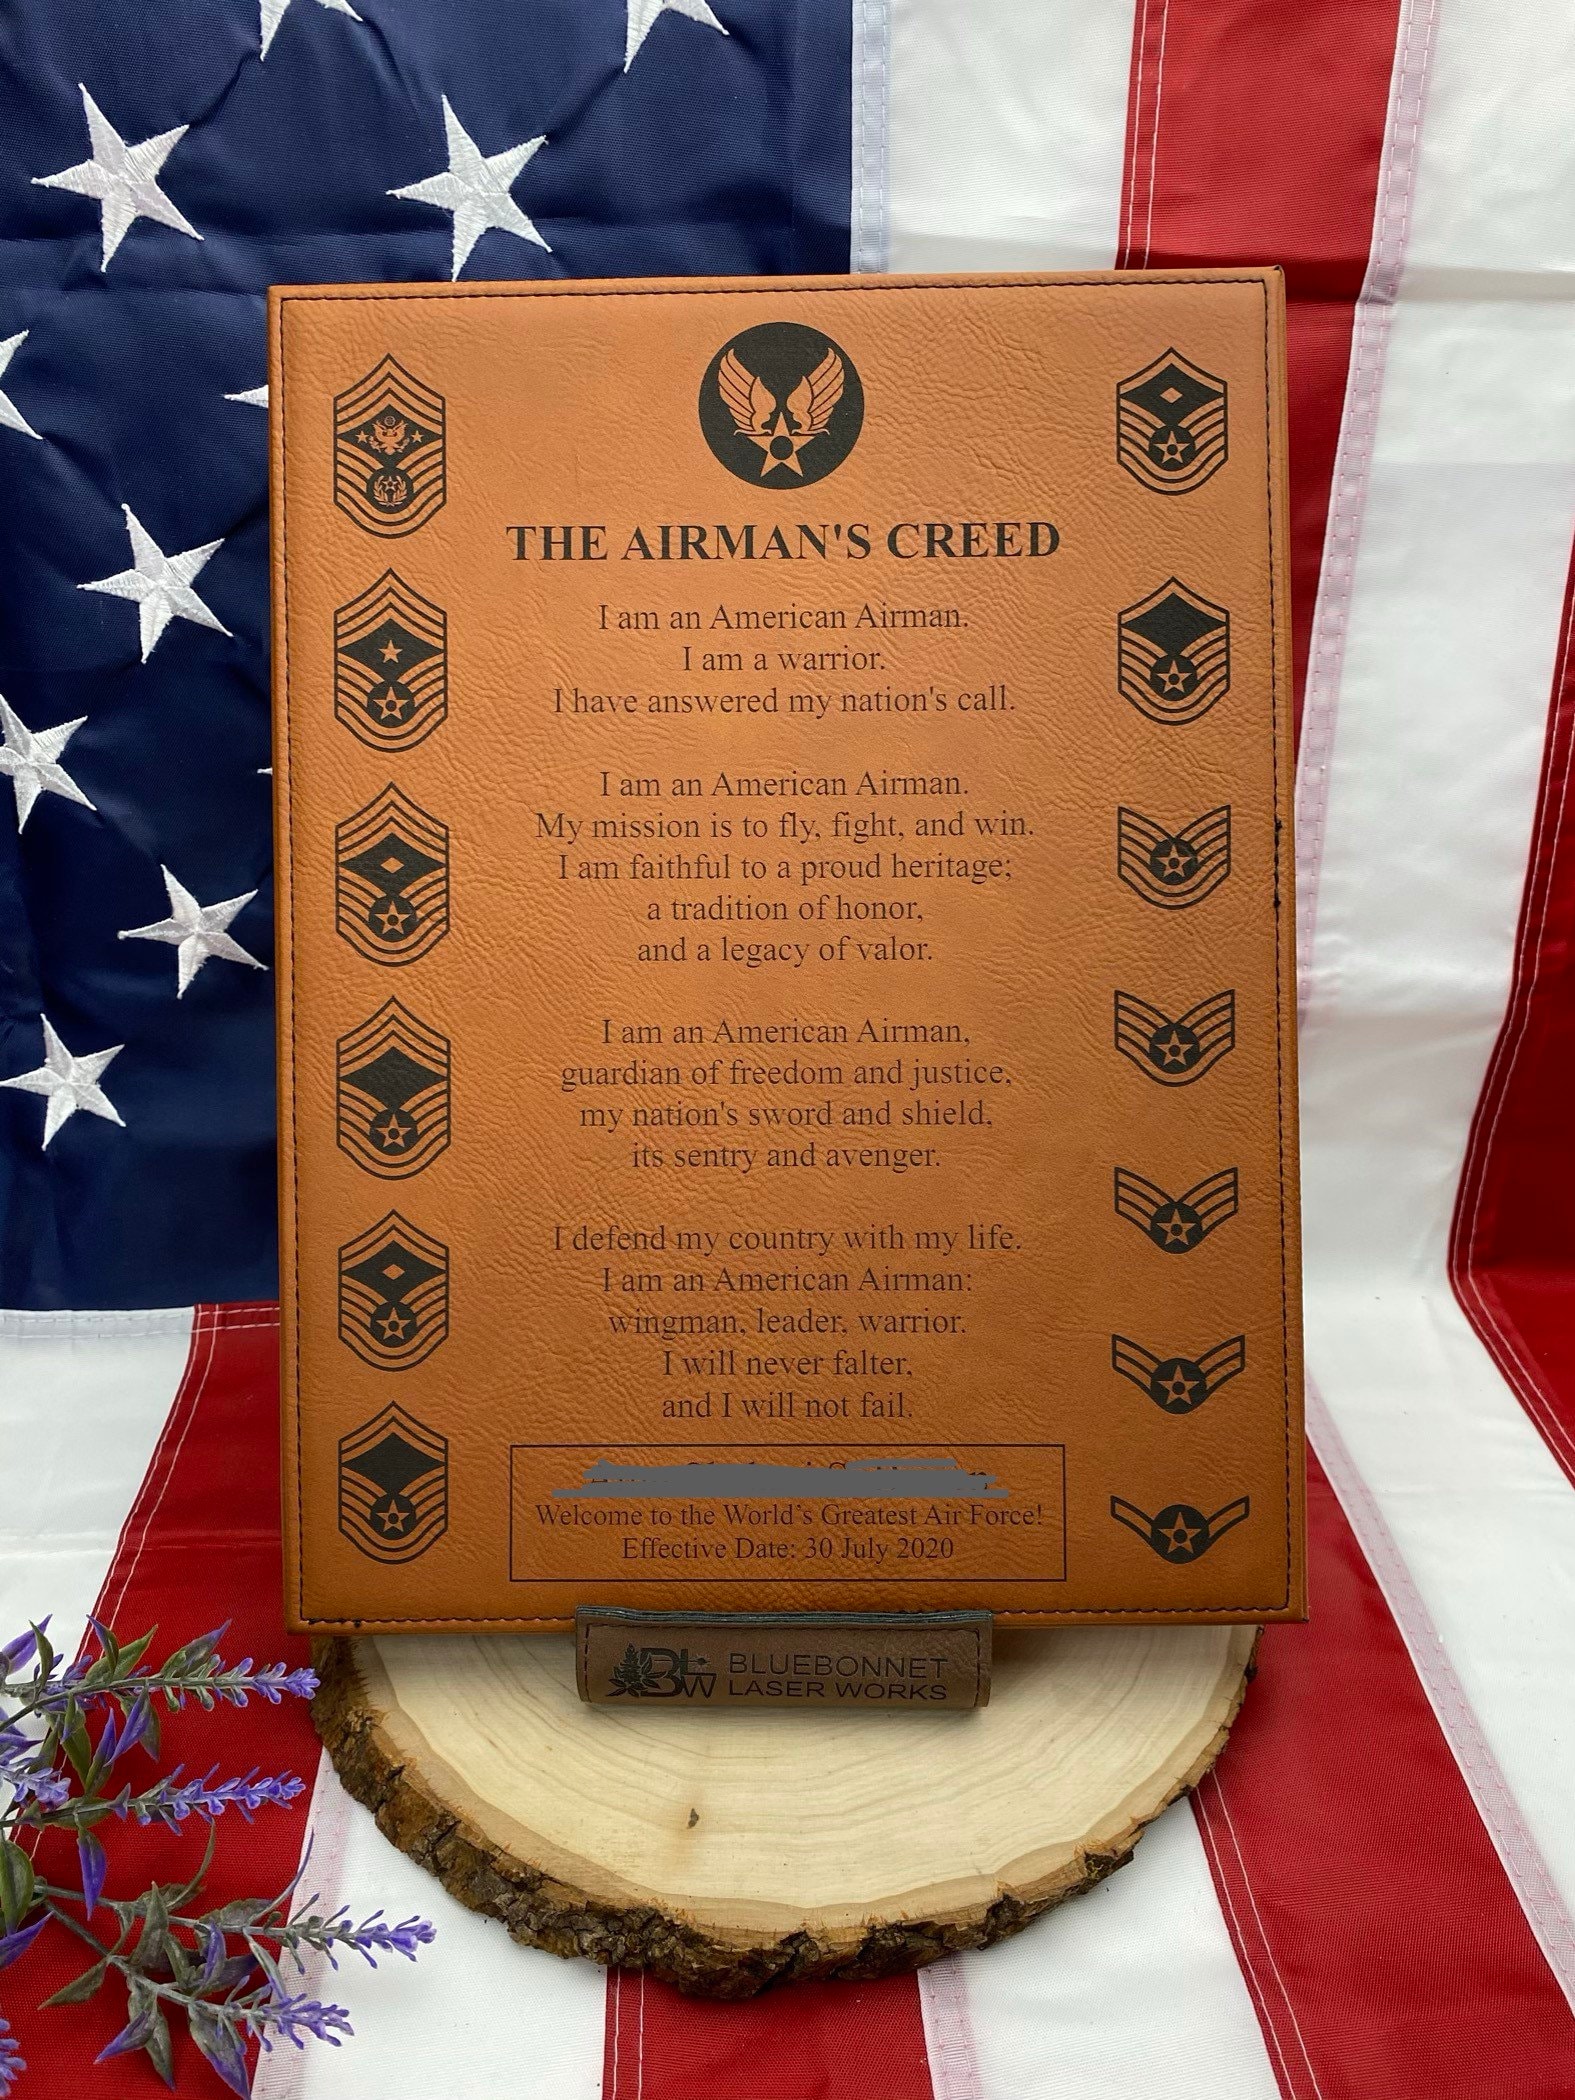 THE AIRMAN'S CREED
I am an American Airman.
I am a warrior.
I have answered my nation's call.
I am an American Airman.
My mission is to fly, fight, and win.
I am faithful to a proud heritage;
a tradition of honor,
and a legacy of valor.
I am an American Airman,
guardian of freedom and justice,
my nation's sword and shield,
its sentry and avenger.
I defend my country with my life.
I am an American Airman:
wingman, leader, warrior.
I will never falter,
and I will not fail.
Welcome to the World’s Greatest Air Force!
Effective Date: 30 July 2020
BLW BLUEBONNET
LASER WORKS